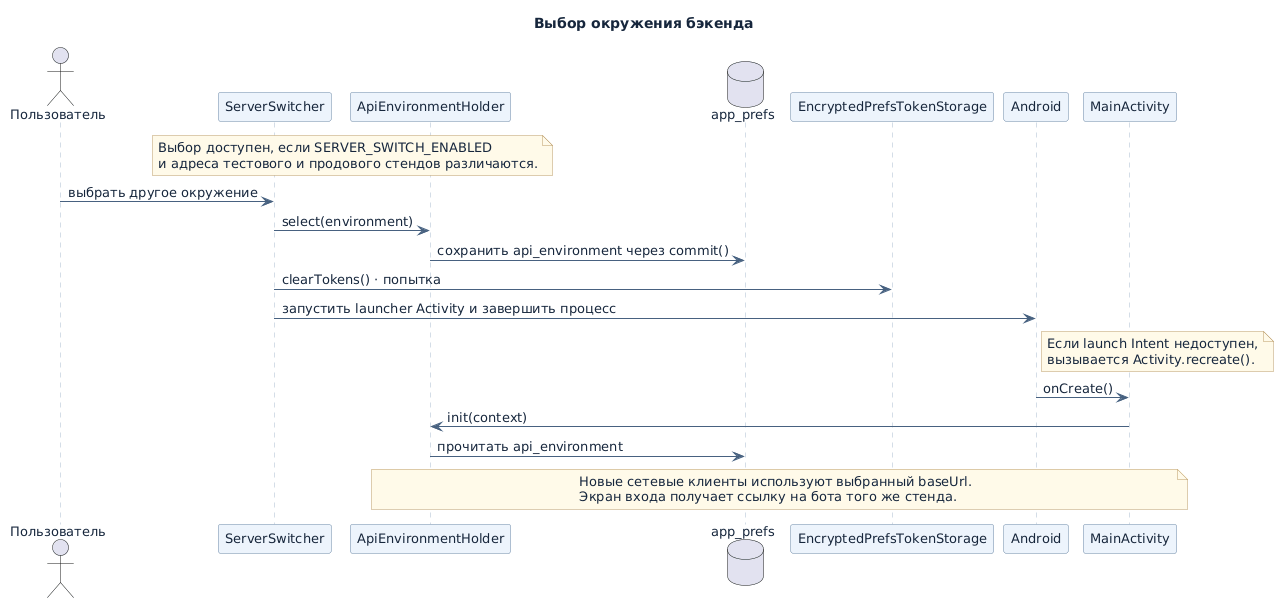 Выбор окружения бэкенда
Пользователь
ServerSwitcher
ApiEnvironmentHolder
app_prefs
EncryptedPrefsTokenStorage
Android
MainActivity
Выбор доступен, если SERVER_SWITCH_ENABLED
и адреса тестового и продового стендов различаются.
выбрать другое окружение
select(environment)
сохранить api_environment через commit()
clearTokens() · попытка
запустить launcher Activity и завершить процесс
Если launch Intent недоступен,
вызывается Activity.recreate().
onCreate()
init(context)
прочитать api_environment
Новые сетевые клиенты используют выбранный baseUrl.
Экран входа получает ссылку на бота того же стенда.
Пользователь
ServerSwitcher
ApiEnvironmentHolder
app_prefs
EncryptedPrefsTokenStorage
Android
MainActivity